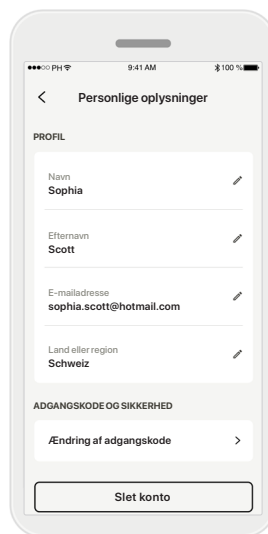 ●●●○○ PH 9:41 AM 100 %
Personlige oplysninger
PROFIL
Navn
Sophia
Efternavn
Scott
E-mailadresse
sophia.scott@hotmail.com
Land eller region
Schweiz
ADGANGSKODE OG SIKKERHED
Ændring af adgangskode
Slet konto